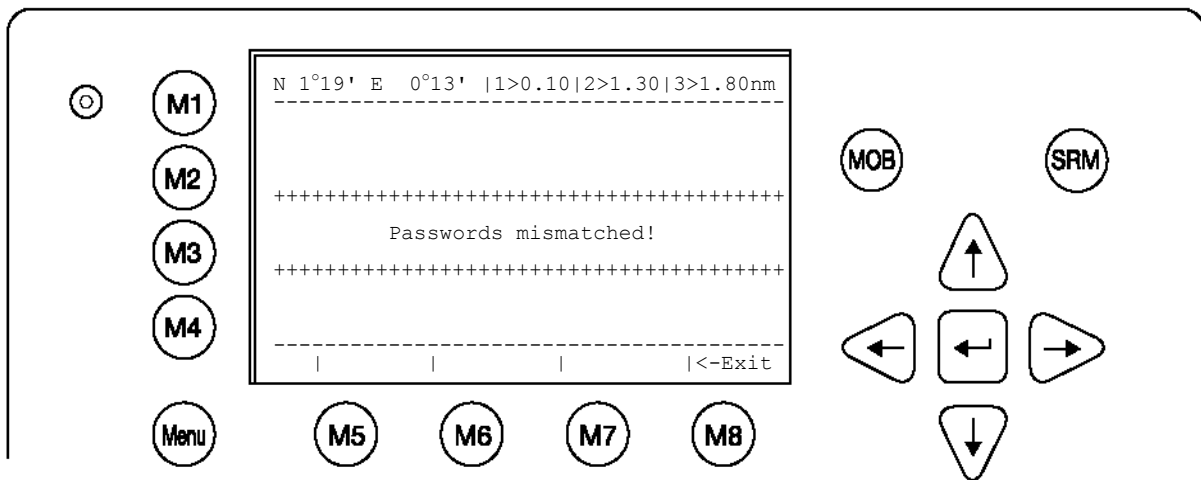 N 1°19' E  0°13' |1>0.10|2>1.30|3>1.80nm
----------------------------------------
++++++++++++++++++++++++++++++++++++++++
Passwords mismatched!
++++++++++++++++++++++++++++++++++++++++
----------------------------------------
| | | |<-Exit
M1
M2
M3
M4
Menu
M5
M6
M7
M8
MOB
SRM